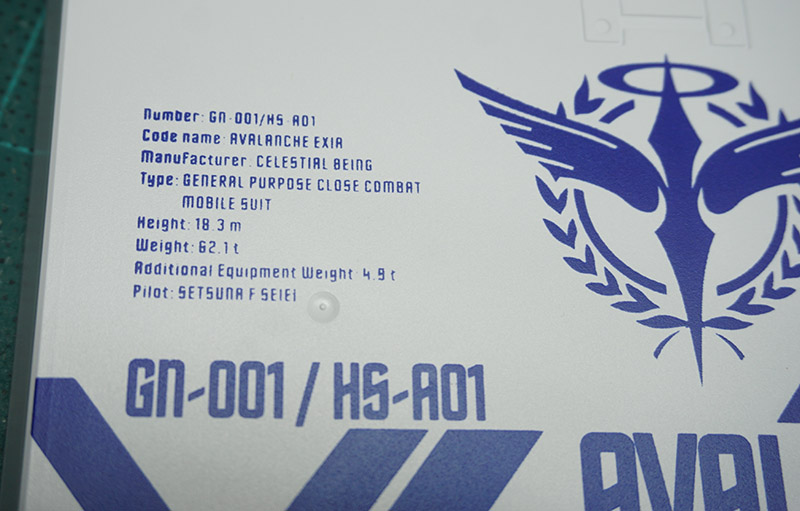 Number: GN-001/HS-A01
Code name: AVALANCHE EXIA
Manufacturer: CELESTIAL BEING
Type: GENERAL PURPOSE CLOSE COMBAT
MOBILE SUIT
Height: 18.3 m
Weight: 62.1 t
Additional Equipment Weight: 4.9 t
Pilot: SETSUNA F SEIEI
GN-001 / HS-A01
AVAL